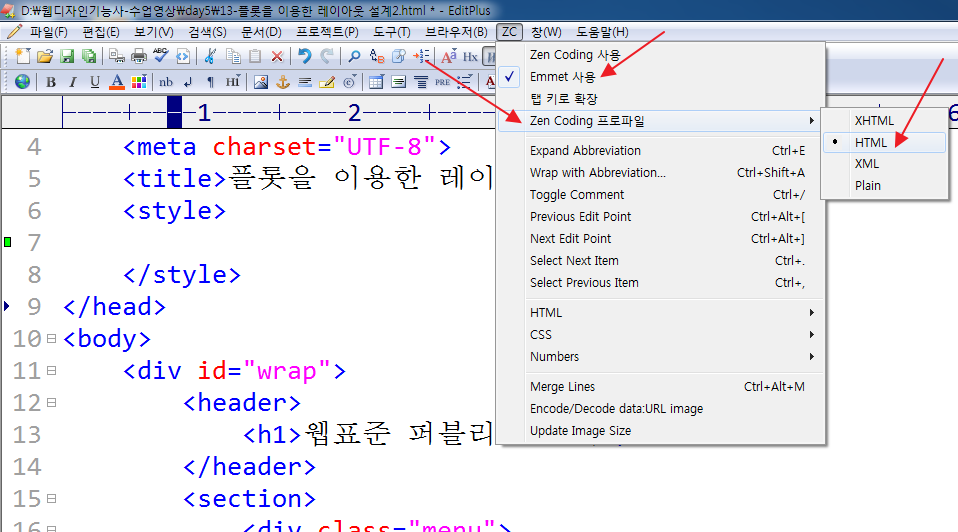 D:\웹디자인기능사-수업영상\day5\13-플롯을 이용한 레이아웃 설계2.html * - EditPlus
파일(F) 편집(E) 보기(V) 검색(S) 문서(D) 프로젝트(P) 도구(T) 브라우저(B) ZC 창(W) 도움말(H)
ABC A Hx W
B I U A nb ¶ HI PRE A
1 2 6
4 <meta charset="UTF-8">
5 <title>플롯을 이용한 레이
6 <style>
7
8 </style>
9 </head>
10 <body>
11 <div id="wrap">
12 <header>
13 <h1>웹표준 퍼블리
14 </header>
15 <section>
16 <div class="menu">
Zen Coding 사용
Emmet 사용
탭 키로 확장
Zen Coding 프로파일
Expand Abbreviation Ctrl+E
Wrap with Abbreviation... Ctrl+Shift+A
Toggle Comment Ctrl+/
Previous Edit Point Ctrl+Alt+[
Next Edit Point Ctrl+Alt+]
Select Next Item Ctrl+.
Select Previous Item Ctrl+,
HTML
CSS
Numbers
Merge Lines Ctrl+Alt+M
Encode/Decode data:URL image
Update Image Size
XHTML
HTML
XML
Plain